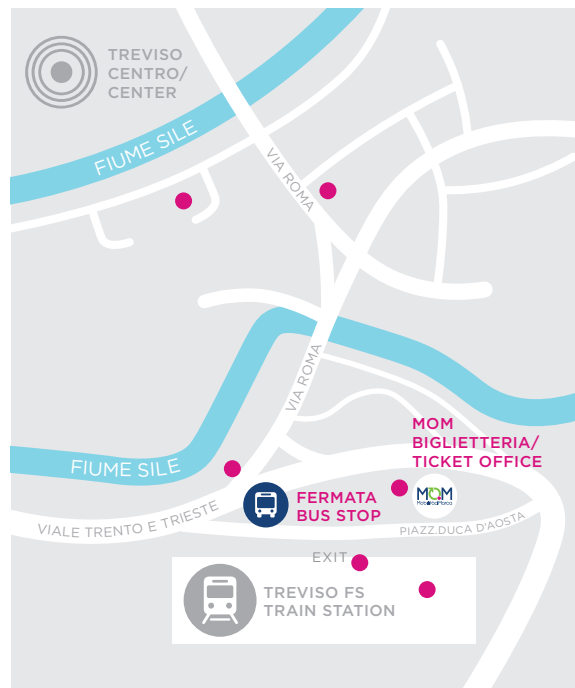 TREVISO
CENTRO/
CENTER
FIUME SILE
VIA ROMA
VIA ROMA
MOM
BIGLIETTERIA/
TICKET OFFICE
FIUME SILE
FERMATA
BUS STOP
MOM
VIALE TRENTO E TRIESTE
PIAZZ.DUCA D'AOSTA
EXIT
TREVISO FS
TRAIN STATION